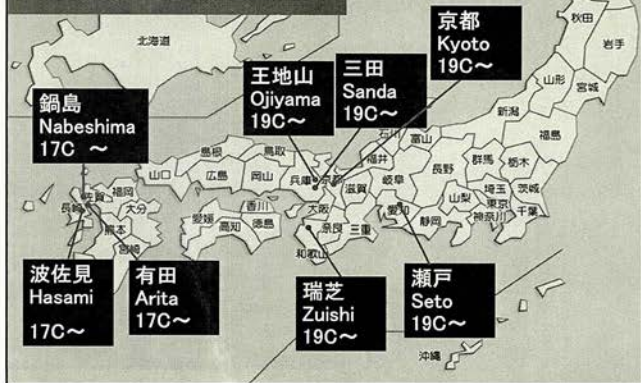 北海道
秋田
岩手
京都
Kyoto
19C～
王地山
Ojiyama
19C～
三田
Sanda
19C～
山形
宮城
鍋島
Nabeshima
17C ～
新潟
福島
石川
富山
島根
鳥取
福井
群馬
栃木
山口
広島
岡山
兵庫
京都
滋賀
岐阜
長野
埼玉
茨城
佐賀
福岡
長崎
大分
愛媛
香川
高知
徳島
大阪
愛知
山梨
東京
静岡
神奈川
千葉
熊本
奈良
三重
宮崎
和歌山
波佐見
Hasami
17C～
有田
Arita
17C～
瑞芝
Zuishi
19C～
瀬戸
Seto
19C～
沖縄